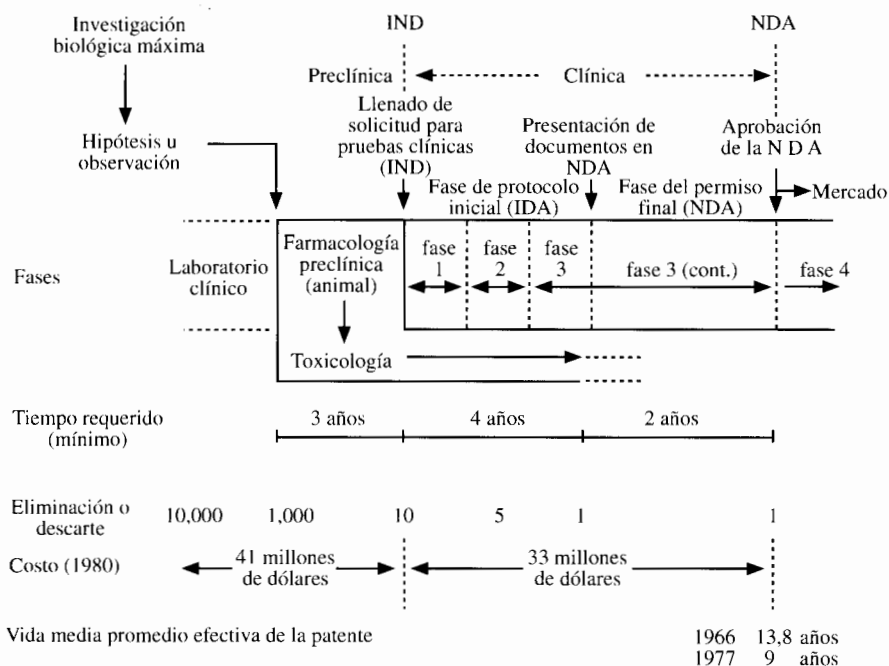 Investigación
biológica máxima
IND
NDA
Preclínica
Clínica
Hipótesis u
observación
Llenado de
solicitud para
pruebas clínicas
(IND)
Presentación de
documentos en
NDA
Aprobación
de la N D A
Mercado
Fase de protocolo
inicial (IDA)
Fase del permiso
final (NDA)
Fases
Laboratorio
clínico
Farmacología
preclínica
(animal)
fase
1
fase
2
fase
3
fase 3 (cont.)
fase 4
Toxicología
Tiempo requerido
(mínimo)
3 años
4 años
2 años
Eliminación o
descarte
10,000 1,000 10 5 1 1
Costo (1980)
41 millones
de dólares
33 millones
de dólares
Vida media promedio efectiva de la patente
1966 13,8 años
1977 9 años